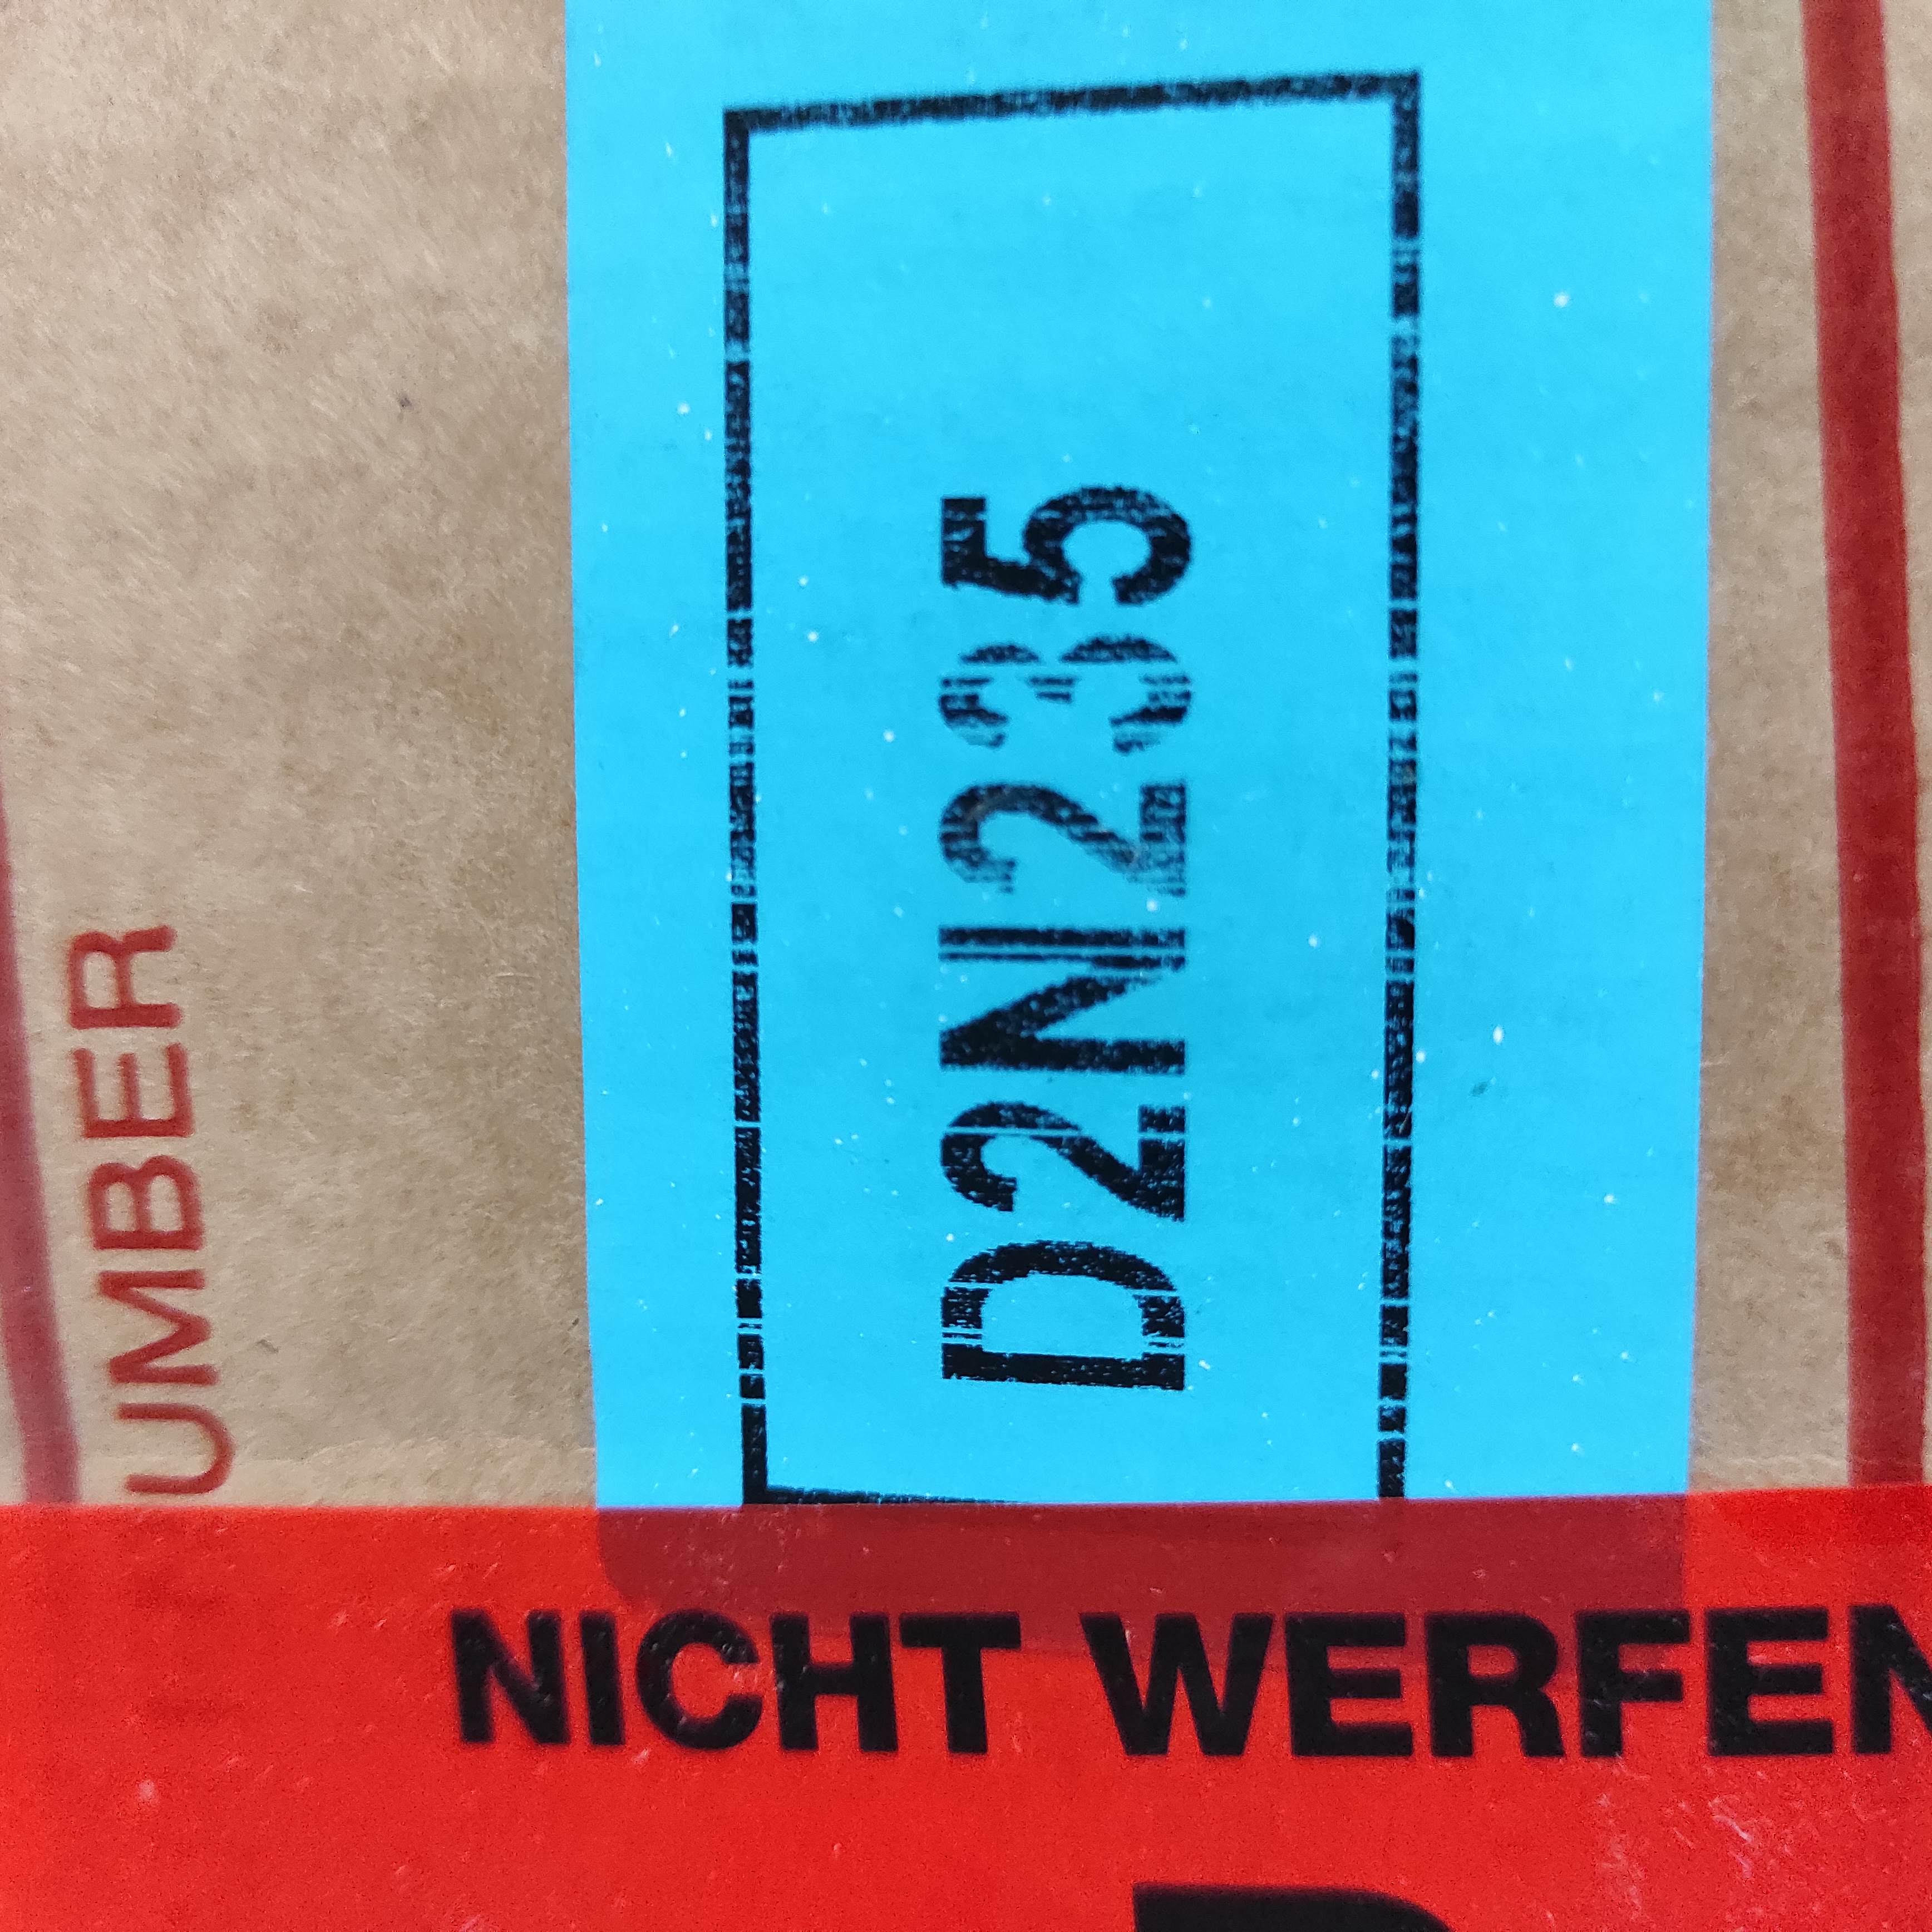 UMBER
D2N235
NICHT WERFEN